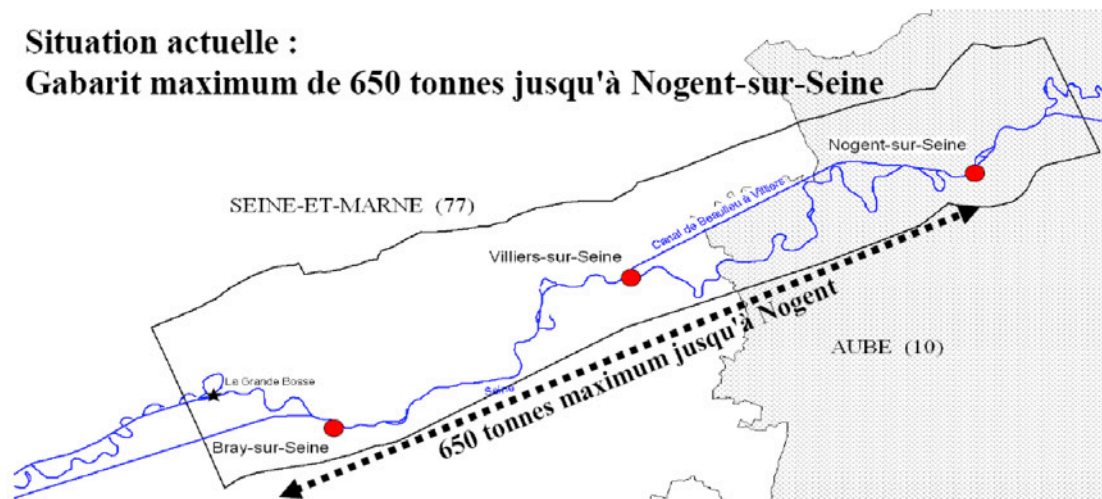 Situation actuelle :
Gabarit maximum de 650 tonnes jusqu'à Nogent-sur-Seine
Nogent-sur-Seine
SEINE-ET-MARNE (77)
Canal de Beaulieu à Villiers
Villiers-sur-Seine
650 tonnes maximum jusqu'à Nogent
AUBE (10)
La Grande Bosse
Seine
Bray-sur-Seine